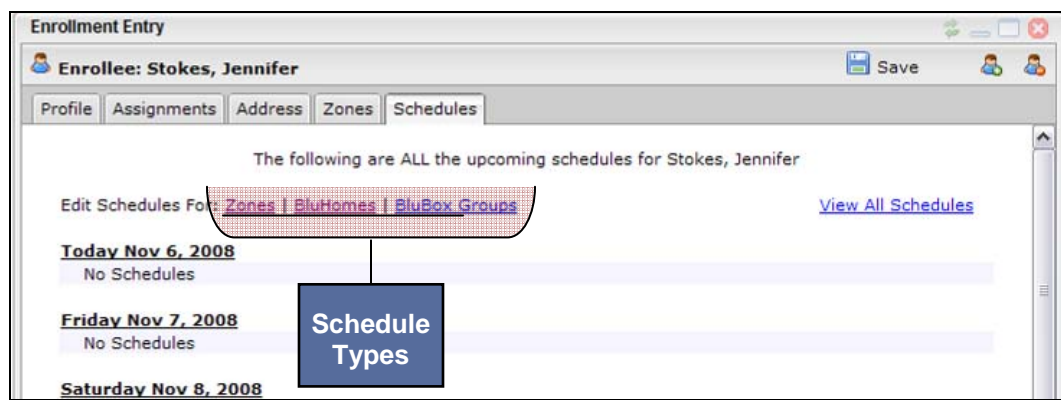 Enrollment Entry
Enrollee: Stokes, Jennifer
Save
Profile Assignments Address Zones Schedules
The following are ALL the upcoming schedules for Stokes, Jennifer
Edit Schedules For: Zones | BluHomes | BluBox Groups View All Schedules
Today Nov 6, 2008
No Schedules
Friday Nov 7, 2008
No Schedules
Schedule
Types
Saturday Nov 8, 2008